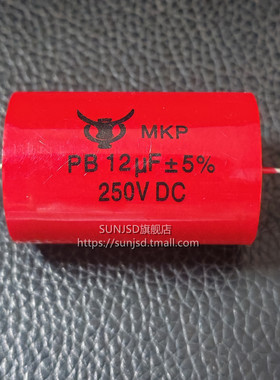 MKP
PB 12µF±5%
250V DC
SUNJSD旗舰店
https://sunjsd.tmall.com